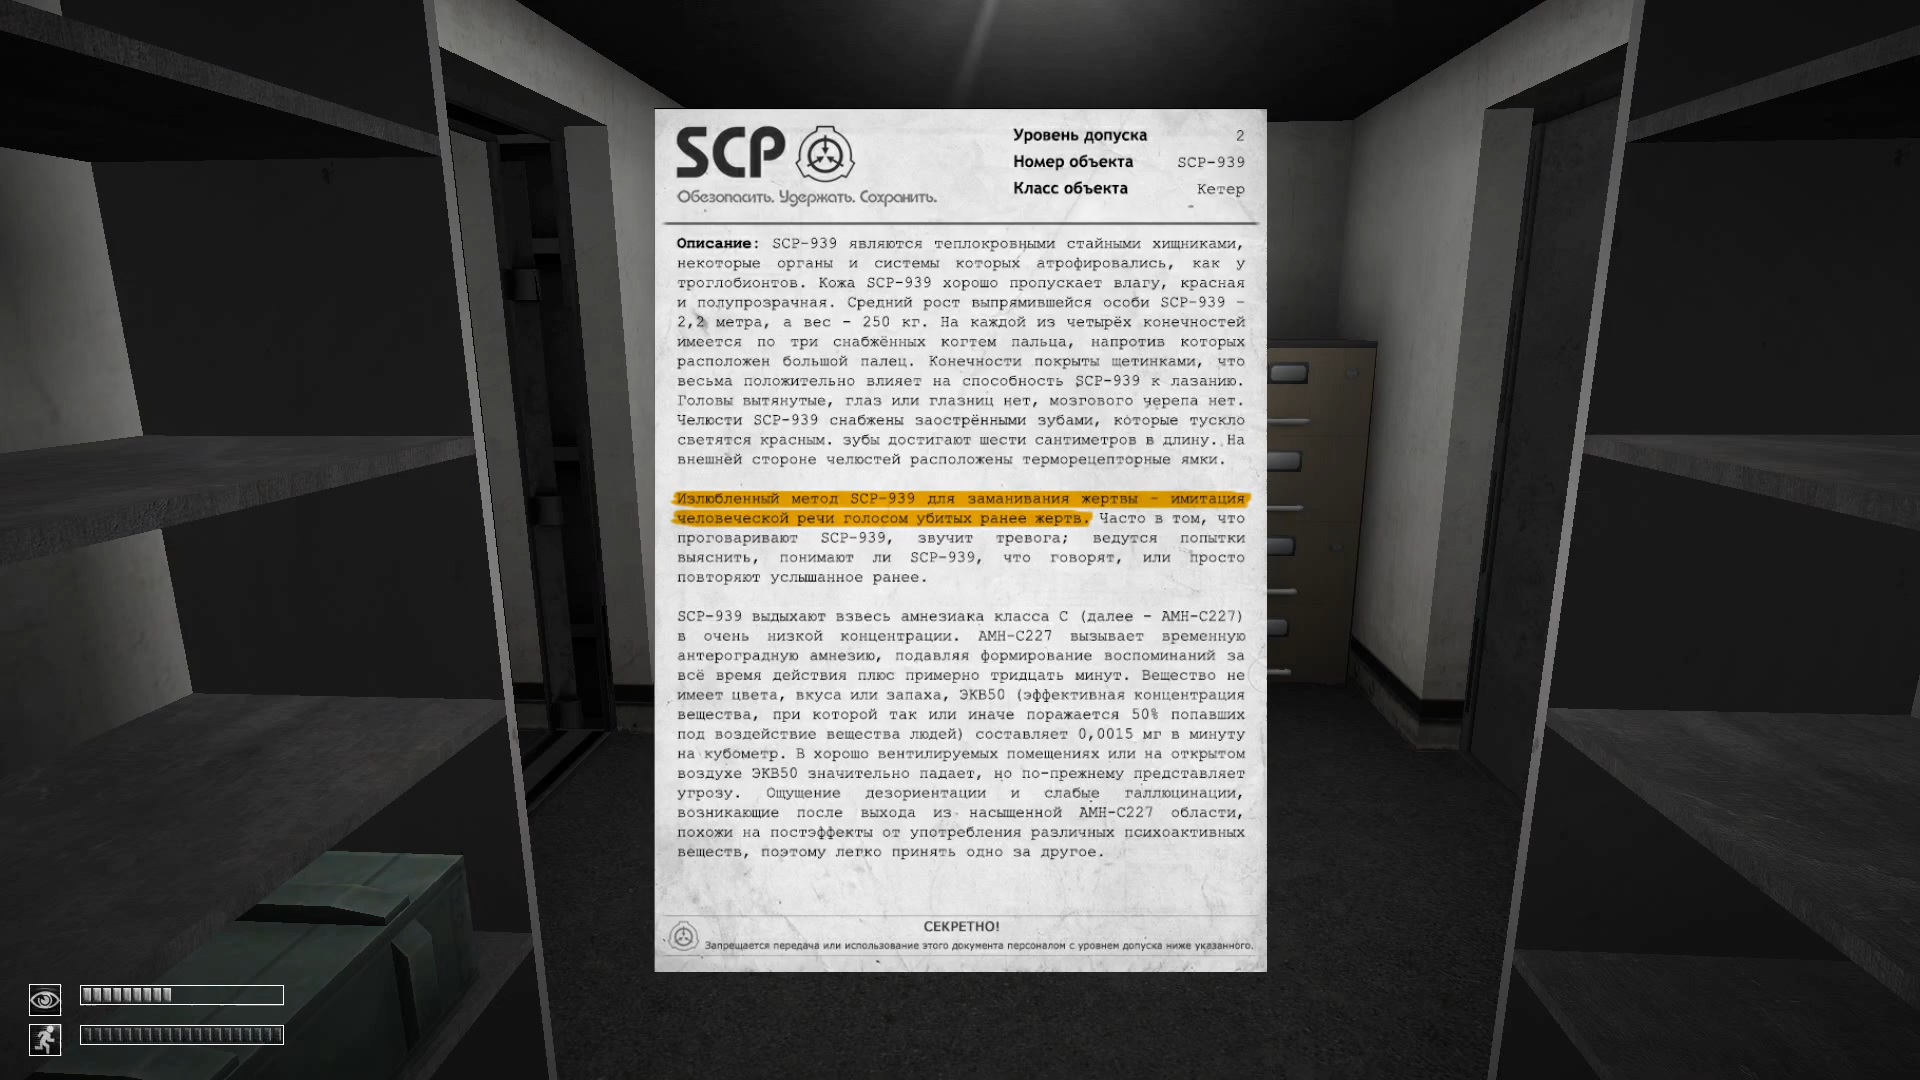 SCP
Обезопасить. Удержать. Сохранить.
Уровень допуска 2
Номер объекта SCP-939
Класс объекта Кетер
Описание: SCP-939 являются теплокровными стайными хищниками,
некоторые органы и системы которых атрофировались, как у
троглобионтов. Кожа SCP-939 хорошо пропускает влагу, красная
и полупрозрачная. Средний рост выпрямившейся особи SCP-939 –
2,2 метра, а вес – 250 кг. На каждой из четырёх конечностей
имеется по три снабжённых когтем пальца, напротив которых
расположен большой палец. Конечности покрыты щетинками, что
весьма положительно влияет на способность SCP-939 к лазанию.
Головы вытянутые, глаз или глазниц нет, мозгового черепа нет.
Челюсти SCP-939 снабжены заострёнными зубами, которые тускло
светятся красным. зубы достигают шести сантиметров в длину. На
внешней стороне челюстей расположены терморецепторные ямки.
Излюбленный метод SCP-939 для заманивания жертвы – имитация
человеческой речи голосом убитых ранее жертв. Часто в том, что
проговаривают SCP-939, звучит тревога; ведутся попытки
выяснить, понимают ли SCP-939, что говорят, или просто
повторяют услышанное ранее.
SCP-939 выдыхают взвесь амнезиака класса C (далее – АМН-С227)
в очень низкой концентрации. АМН-С227 вызывает временную
антероградную амнезию, подавляя формирование воспоминаний за
всё время действия плюс примерно тридцать минут. Вещество не
имеет цвета, вкуса или запаха, ЭКВ50 (эффективная концентрация
вещества, при которой так или иначе поражается 50% попавших
под воздействие вещества людей) составляет 0,0015 мг в минуту
на кубометр. В хорошо вентилируемых помещениях или на открытом
воздухе ЭКВ50 значительно падает, но по-прежнему представляет
угрозу. Ощущение дезориентации и слабые галлюцинации,
возникающие после выхода из насыщенной АМН-С227 области,
похожи на постэффекты от употребления различных психоактивных
веществ, поэтому легко принять одно за другое.
СЕКРЕТНО!
Запрещается передача или использование этого документа персоналом с уровнем допуска ниже указанного.